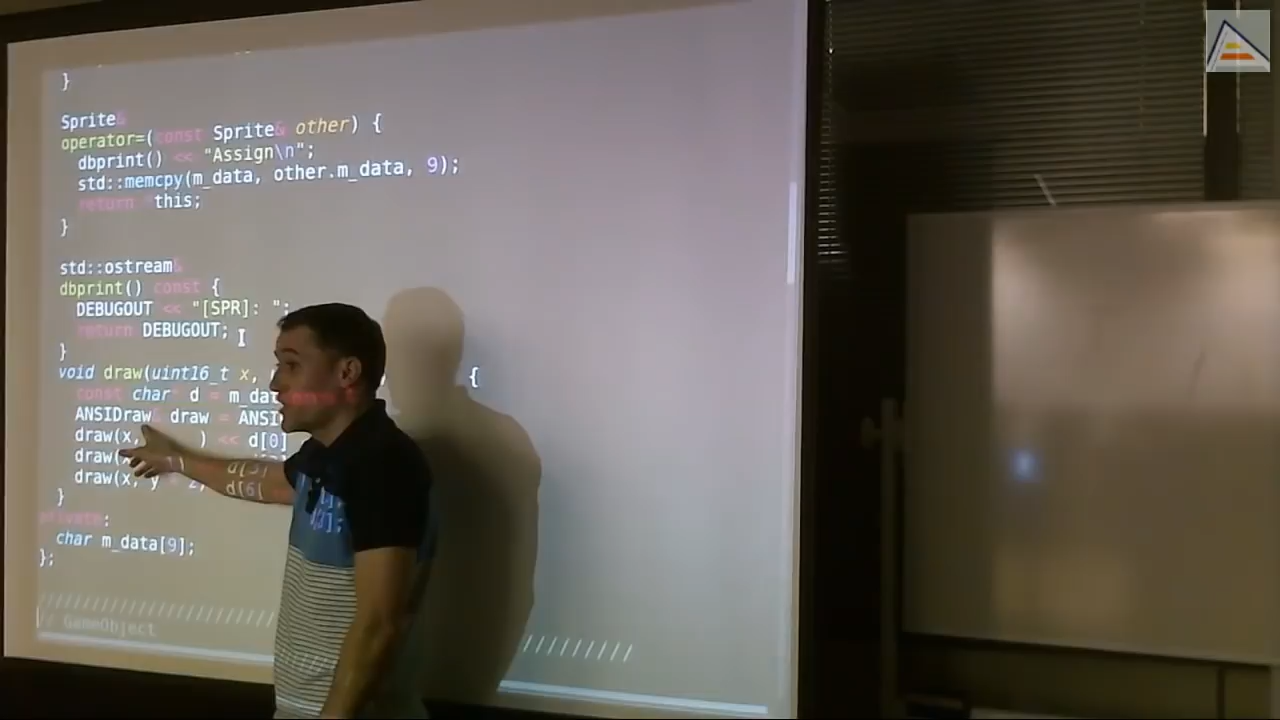 }
Sprite&
operator=(const Sprite& other) {
dbprint() << "Assign\n";
std::memcpy(m_data, other.m_data, 9);
return *this;
}
std::ostream&
dbprint() const {
DEBUGOUT << "[SPR]: ";
return DEBUGOUT;
}
void draw(uint16_t x, {
const char* d = m_dat
ANSIDraw& draw = ANSI
draw(x, ) << d[0]
draw(x,
draw(x, y + 2, d[6]
}
private:
char m_data[9];
};
////////////////////
// GameObject